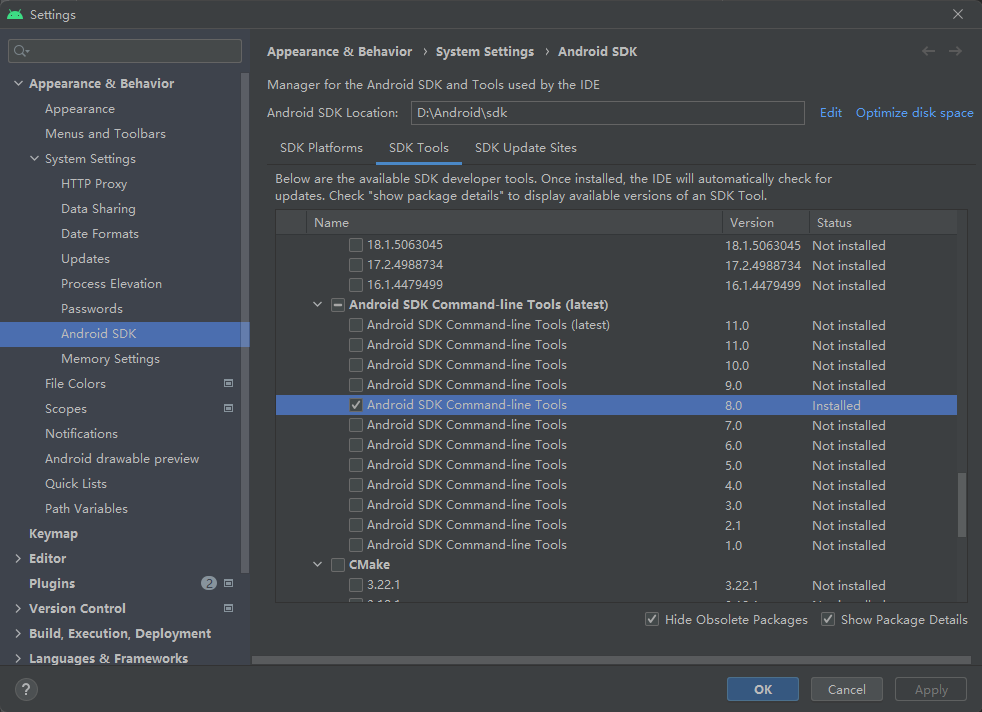 Settings
Appearance & Behavior
Appearance
Menus and Toolbars
System Settings
HTTP Proxy
Data Sharing
Date Formats
Updates
Process Elevation
Passwords
Android SDK
Memory Settings
File Colors
Scopes
Notifications
Android drawable preview
Quick Lists
Path Variables
Keymap
Editor
Plugins 2
Version Control
Build, Execution, Deployment
Languages & Frameworks
Appearance & Behavior › System Settings › Android SDK
Manager for the Android SDK and Tools used by the IDE
Android SDK Location: D:\Android\sdk Edit Optimize disk space
SDK Platforms SDK Tools SDK Update Sites
Below are the available SDK developer tools. Once installed, the IDE will automatically check for
updates. Check "show package details" to display available versions of an SDK Tool.
Name Version Status
18.1.5063045 18.1.5063045 Not installed
17.2.4988734 17.2.4988734 Not installed
16.1.4479499 16.1.4479499 Not installed
Android SDK Command-line Tools (latest)
Android SDK Command-line Tools (latest) 11.0 Not installed
Android SDK Command-line Tools 11.0 Not installed
Android SDK Command-line Tools 10.0 Not installed
Android SDK Command-line Tools 9.0 Not installed
Android SDK Command-line Tools 8.0 Installed
Android SDK Command-line Tools 7.0 Not installed
Android SDK Command-line Tools 6.0 Not installed
Android SDK Command-line Tools 5.0 Not installed
Android SDK Command-line Tools 4.0 Not installed
Android SDK Command-line Tools 3.0 Not installed
Android SDK Command-line Tools 2.1 Not installed
Android SDK Command-line Tools 1.0 Not installed
CMake
3.22.1 3.22.1 Not installed
Hide Obsolete Packages Show Package Details
? OK Cancel Apply